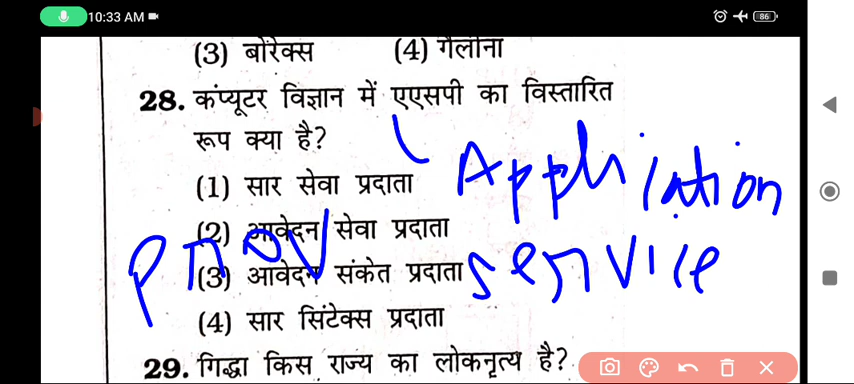 10:33 AM
86
(3) बोरेक्स (4) गैलीना
28. कंप्यूटर विज्ञान में एएसपी का विस्तारित
रूप क्या है?
(1) सार सेवा प्रदाता
Application
(2) आवेदन सेवा प्रदाता
Prov
service
(3) आवेदन संकेत प्रदाता
(4) सार सिंटेक्स प्रदाता
29. गिद्धा किस राज्य का लोकनृत्य है?